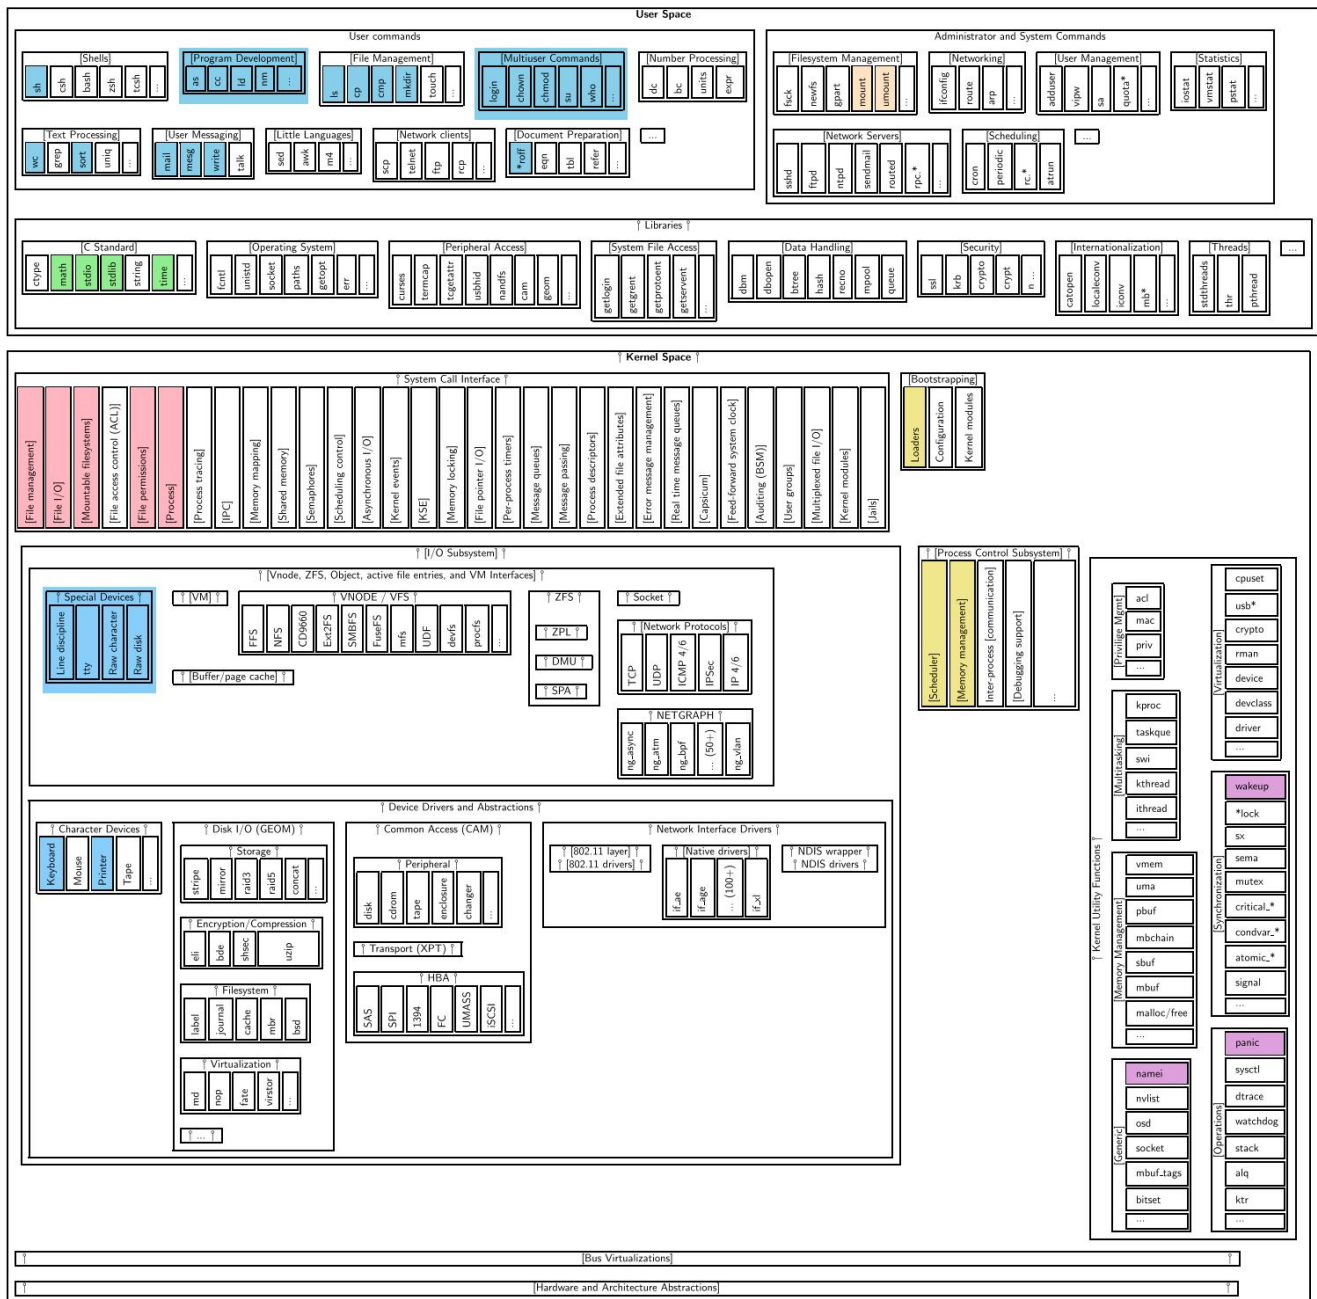 User Space
User commands
[Shells]
sh
csh
bash
zsh
tcsh
[Program Development]
as
cc
ld
nm
...
[File Management]
ls
cp
cmp
mkdir
touch
...
[Multiuser Commands]
login
chown
chmod
su
who
...
[Number Processing]
dc
bc
units
expr
[Text Processing]
wc
grep
sort
uniq
...
[User Messaging]
mail
mesg
write
talk
[Little Languages]
sed
awk
m4
...
[Network clients]
scp
telnet
ftp
rcp
...
[Document Preparation]
*roff
eqn
tbl
refer
...
...
Administrator and System Commands
[Filesystem Management]
fsck
newfs
gpart
mount
umount
...
[Networking]
ifconfig
route
arp
...
[User Management]
adduser
vipw
sa
quota*
...
[Statistics]
iostat
vmstat
pstat
...
[Network Servers]
sshd
ftpd
ntpd
sendmail
routed
rpc.*
...
[Scheduling]
cron
periodic
rc.*
atrun
...
Libraries
[C Standard]
ctype
math
stdio
stdlib
string
time
...
[Operating System]
fcntl
unistd
socket
paths
getopt
err
...
[Peripheral Access]
curses
termcap
tcgetattr
usbhid
nandfs
cam
geom
...
[System File Access]
getlogin
getgrent
getprotoent
getservent
...
[Data Handling]
dbm
dbopen
btree
hash
recno
mpool
queue
[Security]
ssl
krb
crypto
crypt
n ...
[Internationalization]
catopen
localeconv
iconv
mb*
...
[Threads]
stdthreads
thr
pthread
...
Kernel Space
System Call Interface
[File management]
[File I/O]
[Mountable filesystems]
[File access control (ACL)]
[File permissions]
[Process]
[Process tracing]
[IPC]
[Memory mapping]
[Shared memory]
[Semaphores]
[Scheduling control]
[Asynchronous I/O]
[Kernel events]
[KSE]
[Memory locking]
[File pointer I/O]
[Per-process timers]
[Message queues]
[Message passing]
[Process descriptors]
[Extended file attributes]
[Error message management]
[Real time message queues]
[Capsicum]
[Feed-forward system clock]
[Auditing (BSM)]
[User groups]
[Multiplexed file I/O]
[Kernel modules]
[Jails]
[Bootstrapping]
Loaders
Configuration
Kernel modules
[I/O Subsystem]
[Vnode, ZFS, Object, active file entries, and VM Interfaces]
Special Devices
Line discipline
tty
Raw character
Raw disk
[VM]
[Buffer/page cache]
VNODE / VFS
FFS
NFS
CD9660
Ext2FS
SMBFS
FuseFS
mfs
UDF
devfs
procfs
...
ZFS
ZPL
DMU
SPA
Socket
[Network Protocols]
TCP
UDP
ICMP 4/6
IPSec
IP 4/6
NETGRAPH
ng_async
ng_atm
ng_bpf
... (50+)
ng_vlan
Device Drivers and Abstractions
Character Devices
Keyboard
Mouse
Printer
Tape
...
Disk I/O (GEOM)
Storage
stripe
mirror
raid3
raid5
concat
...
Encryption/Compression
eli
bde
shsec
uzip
Filesystem
label
journal
cache
mbr
bsd
Virtualization
md
nop
fate
virstor
...
...
Common Access (CAM)
Peripheral
disk
cdrom
tape
enclosure
changer
...
Transport (XPT)
HBA
SAS
SPI
1394
FC
UMASS
iSCSI
...
Network Interface Drivers
[802.11 layer]
[802.11 drivers]
[Native drivers]
if_ae
if_age
... (100+)
if_xl
NDIS wrapper
NDIS drivers
[Process Control Subsystem]
[Scheduler]
[Memory management]
Inter-process [communication]
[Debugging support]
...
Kernel Utility Functions
[Privilige Mgmt]
acl
mac
priv
...
[Multitasking]
kproc
taskque
swi
kthread
ithread
...
[Memory Management]
vmem
uma
pbuf
mbchain
sbuf
mbuf
malloc/free
...
[Generic]
namei
nvlist
osd
socket
mbuf_tags
bitset
...
[Virtualization]
cpuset
usb*
crypto
rman
device
devclass
driver
...
[Synchronization]
wakeup
*lock
sx
sema
mutex
critical_*
condvar_*
atomic_*
signal
...
[Operations]
panic
sysctl
dtrace
watchdog
stack
alq
ktr
...
[Bus Virtualizations]
[Hardware and Architecture Abstractions]